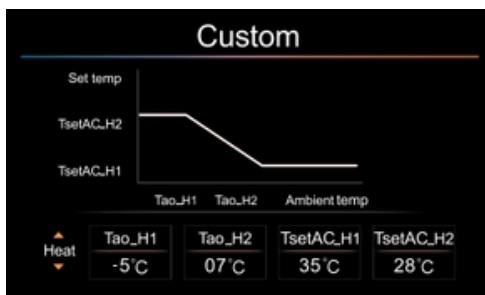 Custom
Set temp
TsetAC_H2
TsetAC_H1
Tao_H1 Tao_H2 Ambient temp
Heat
Tao_H1 Tao_H2 TsetAC_H1 TsetAC_H2
-5°C 07°C 35°C 28°C